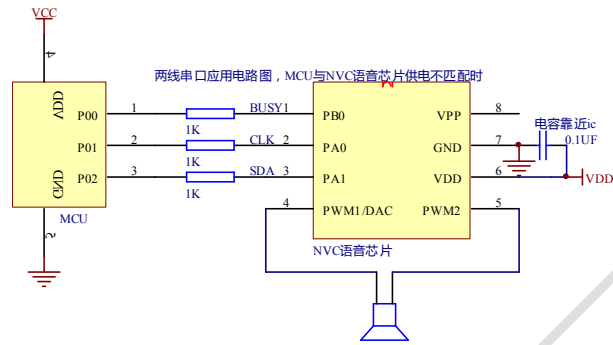 VCC
两线串口应用电路图，MCU与NVC语音芯片供电不匹配时
4
ADD
P00
1
BUSY
1
PB0
VPP
8
1K
电容靠近ic
0.1UF
P01
2
CLK
2
PA0
GND
7
1K
GND
P02
3
SDA
3
PA1
VDD
6
VDD
1K
4
PWM1/DAC
PWM2
5
MCU
2
NVC语音芯片